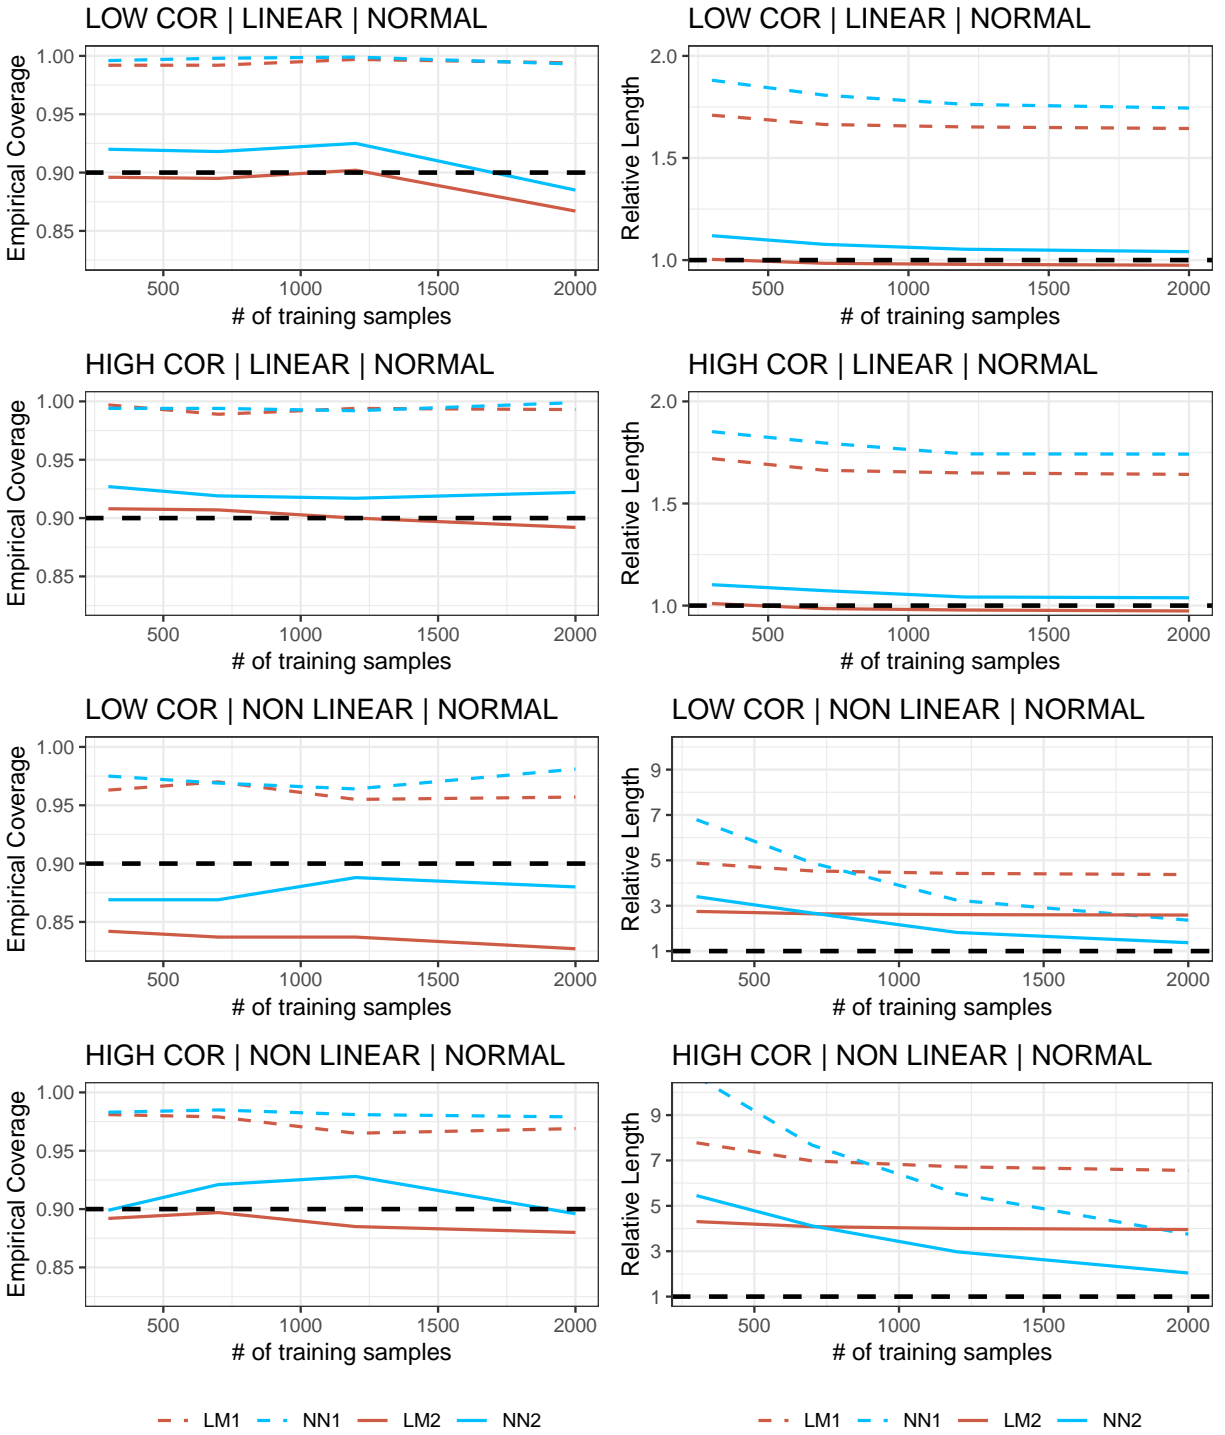 LOW COR | LINEAR | NORMAL
Empirical Coverage
1.00
0.95
0.90
0.85
500 1000 1500 2000
# of training samples
LOW COR | LINEAR | NORMAL
Relative Length
2.0
1.5
1.0
500 1000 1500 2000
# of training samples
HIGH COR | LINEAR | NORMAL
Empirical Coverage
1.00
0.95
0.90
0.85
500 1000 1500 2000
# of training samples
HIGH COR | LINEAR | NORMAL
Relative Length
2.0
1.5
1.0
500 1000 1500 2000
# of training samples
LOW COR | NON LINEAR | NORMAL
Empirical Coverage
1.00
0.95
0.90
0.85
500 1000 1500 2000
# of training samples
LOW COR | NON LINEAR | NORMAL
Relative Length
9
7
5
3
1
500 1000 1500 2000
# of training samples
HIGH COR | NON LINEAR | NORMAL
Empirical Coverage
1.00
0.95
0.90
0.85
500 1000 1500 2000
# of training samples
HIGH COR | NON LINEAR | NORMAL
Relative Length
9
7
5
3
1
500 1000 1500 2000
# of training samples
LM1 NN1 LM2 NN2
LM1 NN1 LM2 NN2